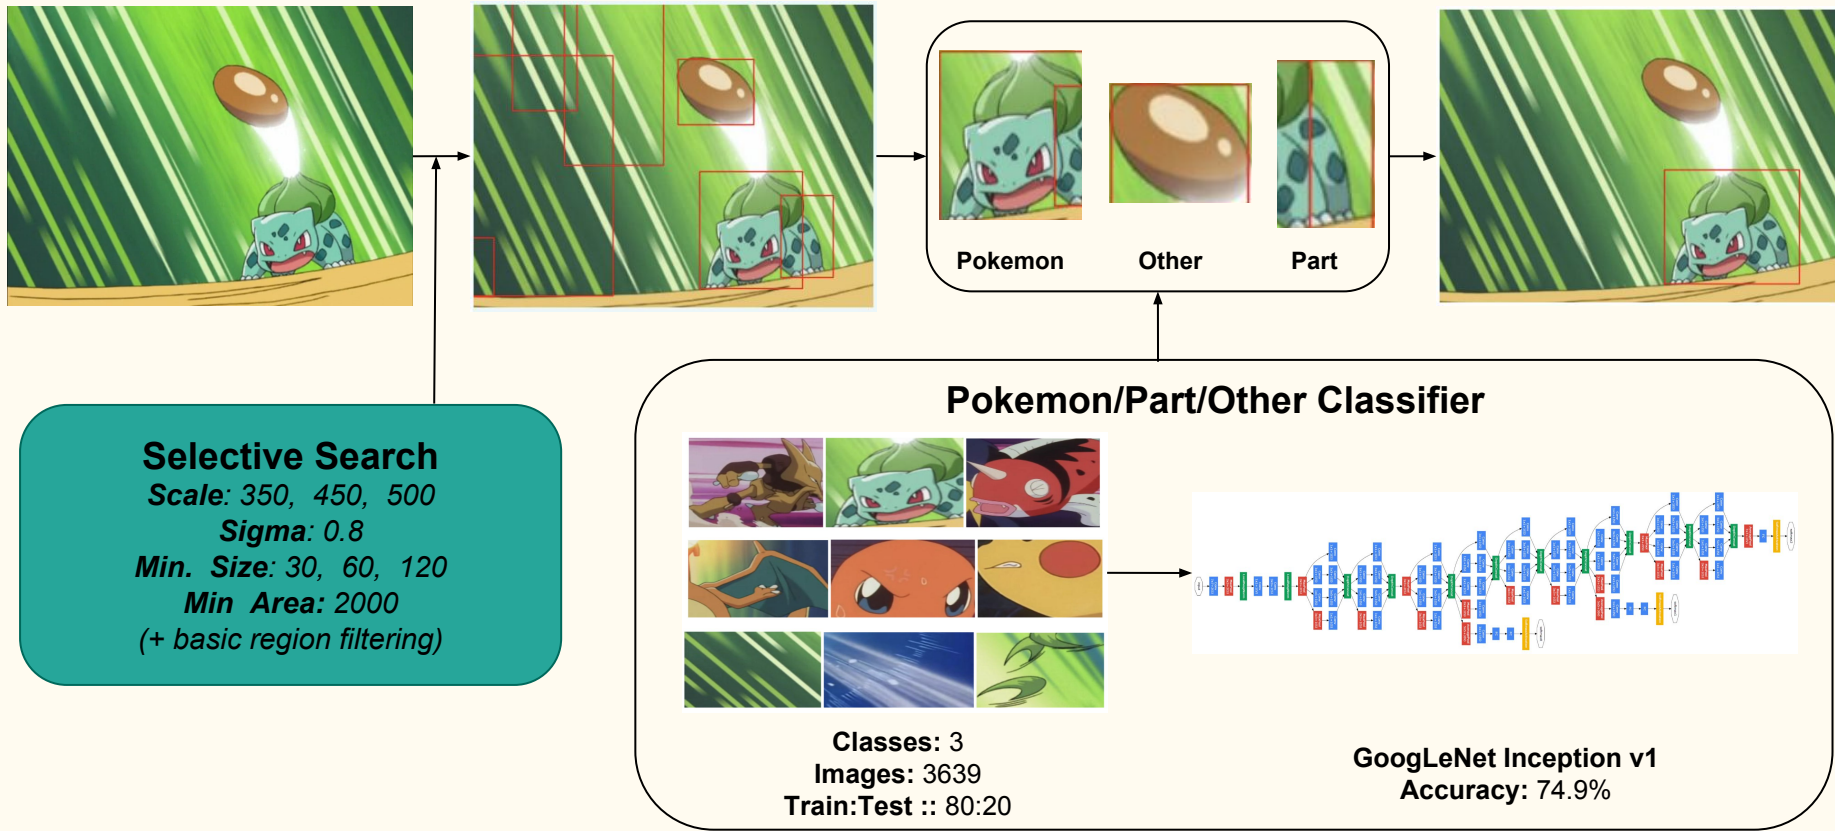 Pokemon
Other
Part
Selective Search
Scale: 350, 450, 500
Sigma: 0.8
Min. Size: 30, 60, 120
Min Area: 2000
(+ basic region filtering)
Pokemon/Part/Other Classifier
Classes: 3
Images: 3639
Train:Test :: 80:20
GoogLeNet Inception v1
Accuracy: 74.9%